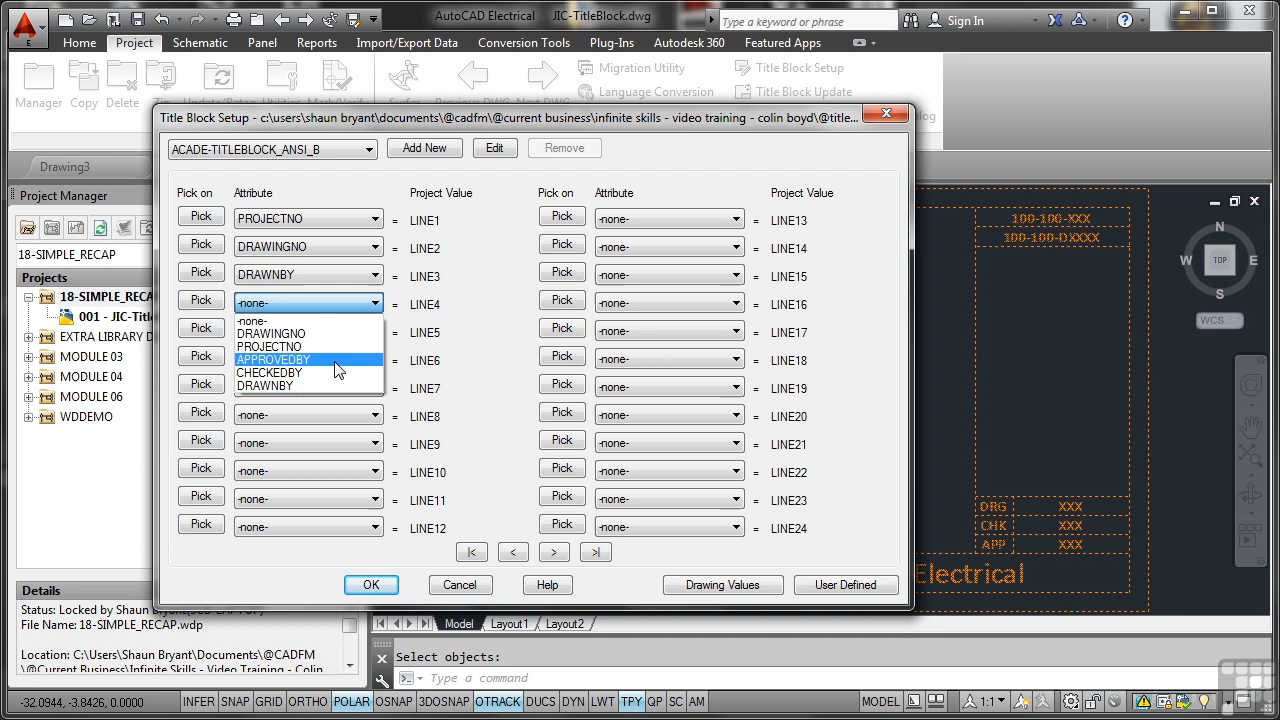 AutoCAD Electrical JIC-TitleBlock.dwg
Type a keyword or phrase
Sign In
Home Project Schematic Panel Reports Import/Export Data Conversion Tools Plug-Ins Autodesk 360 Featured Apps
Migration Utility
Title Block Setup
Language Conversion
Title Block Update
Manager Copy Delete
Title Block Setup - c:\users\shaun bryant\documents\@cadfm\@current business\infinite skills - video training - colin boyd\@title...
ACADE-TITLEBLOCK_ANSI_B
Add New
Edit
Remove
Drawing3
Project Manager
18-SIMPLE_RECAP
Projects
18-SIMPLE_RECA
001 - JIC-Tit
EXTRA LIBRARY D
MODULE 03
MODULE 04
MODULE 06
WDDEMO
Details
Status: Locked by Shaun Bryant(SCB-LAPTOP)
File Name: 18-SIMPLE_RECAP.wdp
Location: C:\Users\Shaun Bryant\Documents\@CADFM
\@Current Business\Infinite Skills - Video Training - Colin
Pick on Attribute Project Value Pick on Attribute Project Value
Pick PROJECTNO = LINE1 Pick -none- = LINE13
Pick DRAWINGNO = LINE2 Pick -none- = LINE14
Pick DRAWNBY = LINE3 Pick -none- = LINE15
Pick -none- = LINE4 Pick -none- = LINE16
Pick = LINE5 Pick -none- = LINE17
Pick = LINE6 Pick -none- = LINE18
Pick = LINE7 Pick -none- = LINE19
-none-
DRAWINGNO
PROJECTNO
APPROVEDBY
CHECKEDBY
DRAWNBY
Pick -none- = LINE8 Pick -none- = LINE20
Pick -none- = LINE9 Pick -none- = LINE21
Pick -none- = LINE10 Pick -none- = LINE22
Pick -none- = LINE11 Pick -none- = LINE23
Pick -none- = LINE12 Pick -none- = LINE24
|< < > >|
OK Cancel Help Drawing Values User Defined
100-100-XXX
100-100-DXXXX
N
W TOP E
S
WCS
DRG XXX
CHK XXX
APP XXX
Electrical
Model Layout1 Layout2
Select objects:
Type a command
-32.0944, -3.8426, 0.0000 INFER SNAP GRID ORTHO POLAR OSNAP 3DOSNAP OTRACK DUCS DYN LWT TPY QP SC AM MODEL 1:1